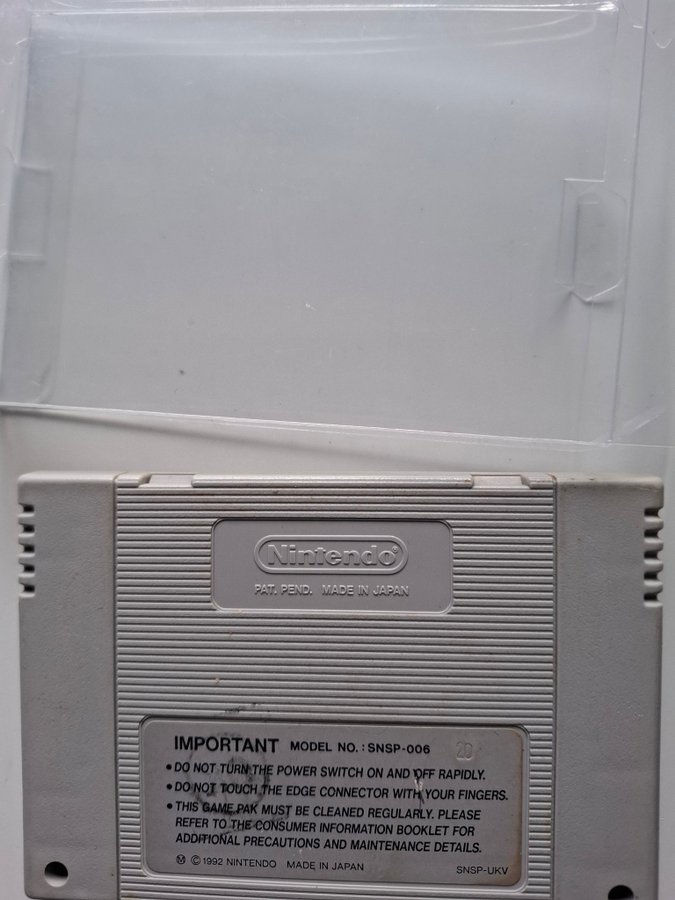 Nintendo®
PAT. PEND. MADE IN JAPAN
IMPORTANT MODEL NO. : SNSP-006 20
• DO NOT TURN THE POWER SWITCH ON AND OFF RAPIDLY.
• DO NOT TOUCH THE EDGE CONNECTOR WITH YOUR FINGERS.
• THIS GAME PAK MUST BE CLEANED REGULARLY. PLEASE
REFER TO THE CONSUMER INFORMATION BOOKLET FOR
ADDITIONAL PRECAUTIONS AND MAINTENANCE DETAILS.
Ⓜ © 1992 NINTENDO MADE IN JAPAN SNSP-UKV